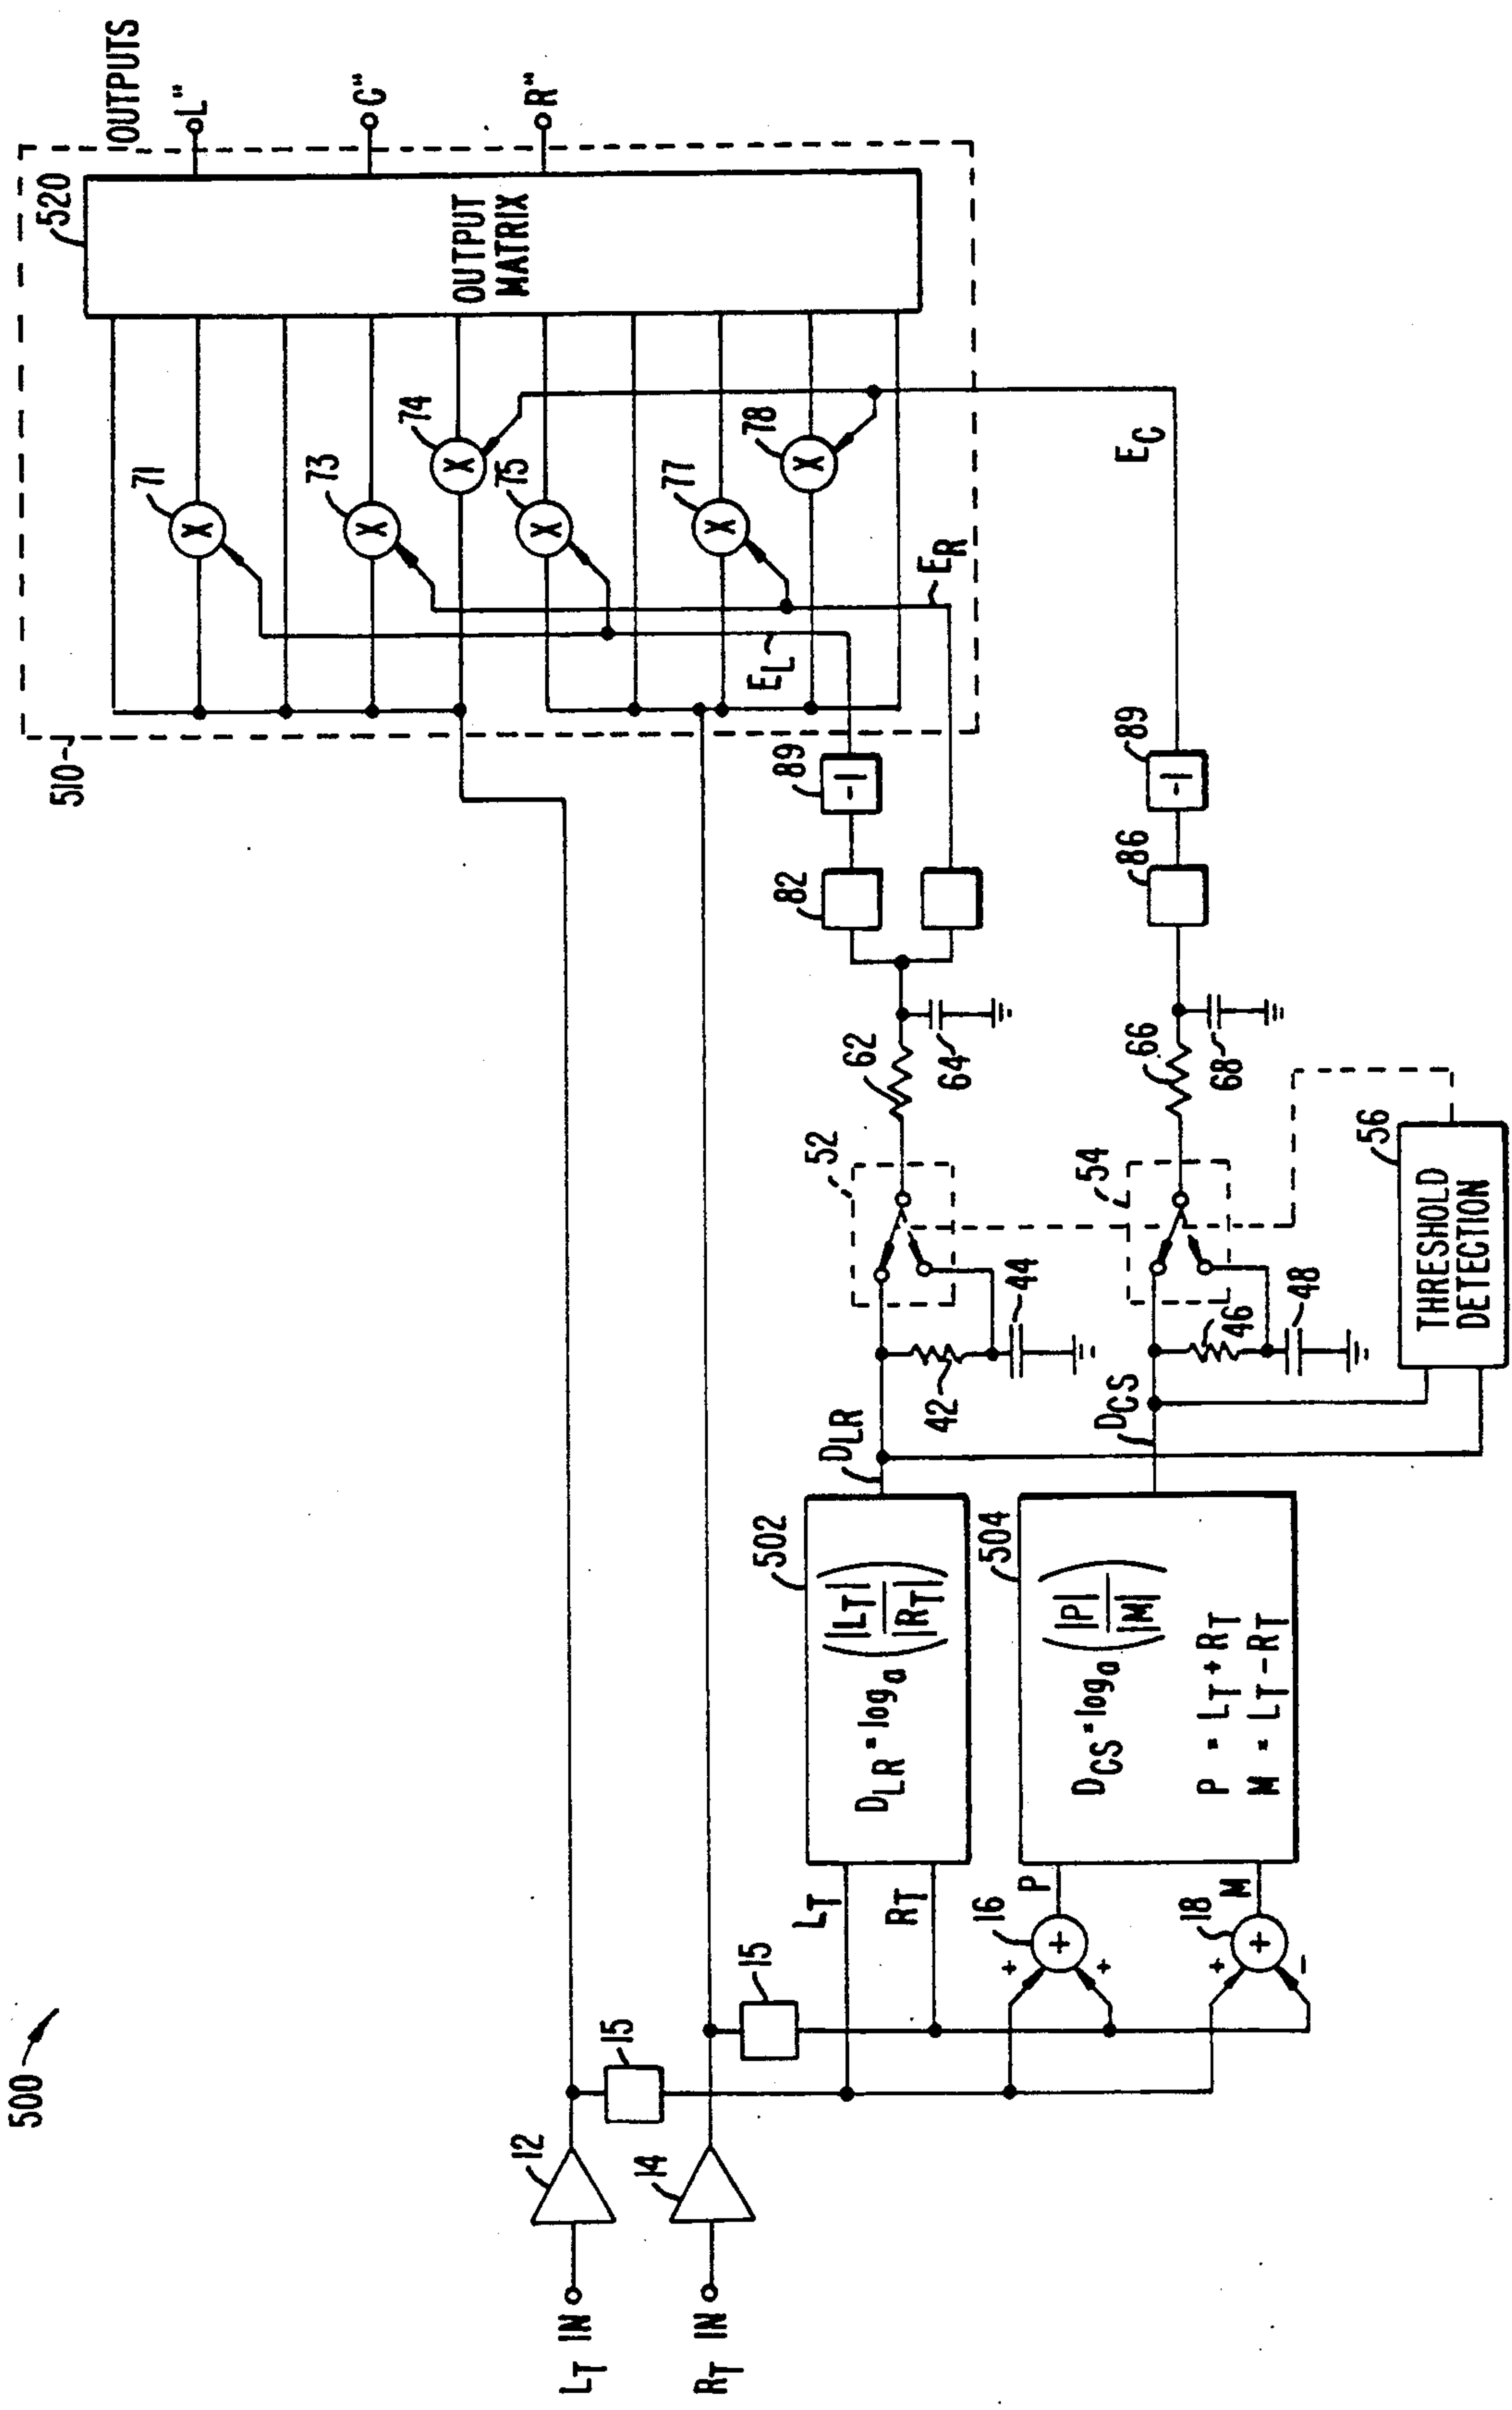 500
L_T IN
R_T IN
12
14
15
15
L_T
R_T
16
P
18
M
+
+
+
+
+
−
502
D_LR = log_a (|L_T| / |R_T|)
504
D_CS = log_a (|P| / |M|)
P = L_T + R_T
M = L_T - R_T
D_LR
D_CS
42
44
46
48
52
54
56
THRESHOLD
DETECTION
62
64
66
68
82
86
89
-1
89
-1
E_L
E_R
E_C
510
71
X
73
X
74
X
75
X
77
X
78
X
520
OUTPUT
MATRIX
OUTPUTS
L"
C"
R"